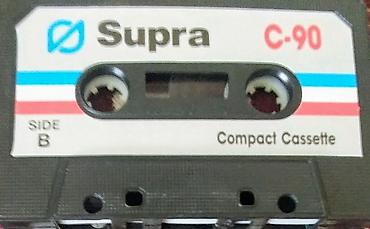 Supra C-90
SIDE
B
Compact Cassette